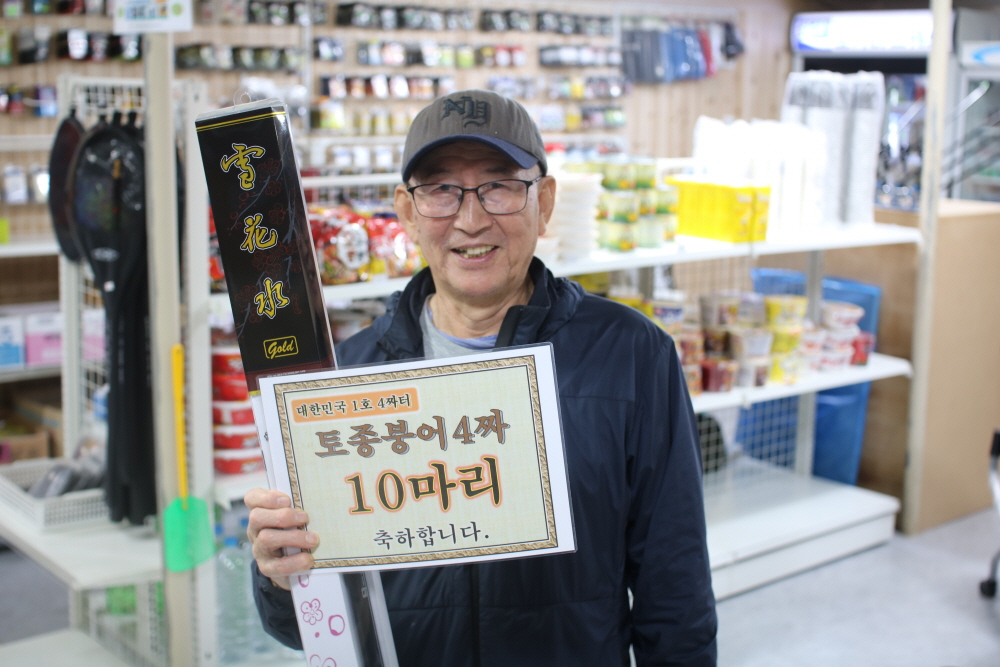 雪花水
Gold
대한민국 1호 4짜터
토종붕어 4짜
10마리
축하합니다.